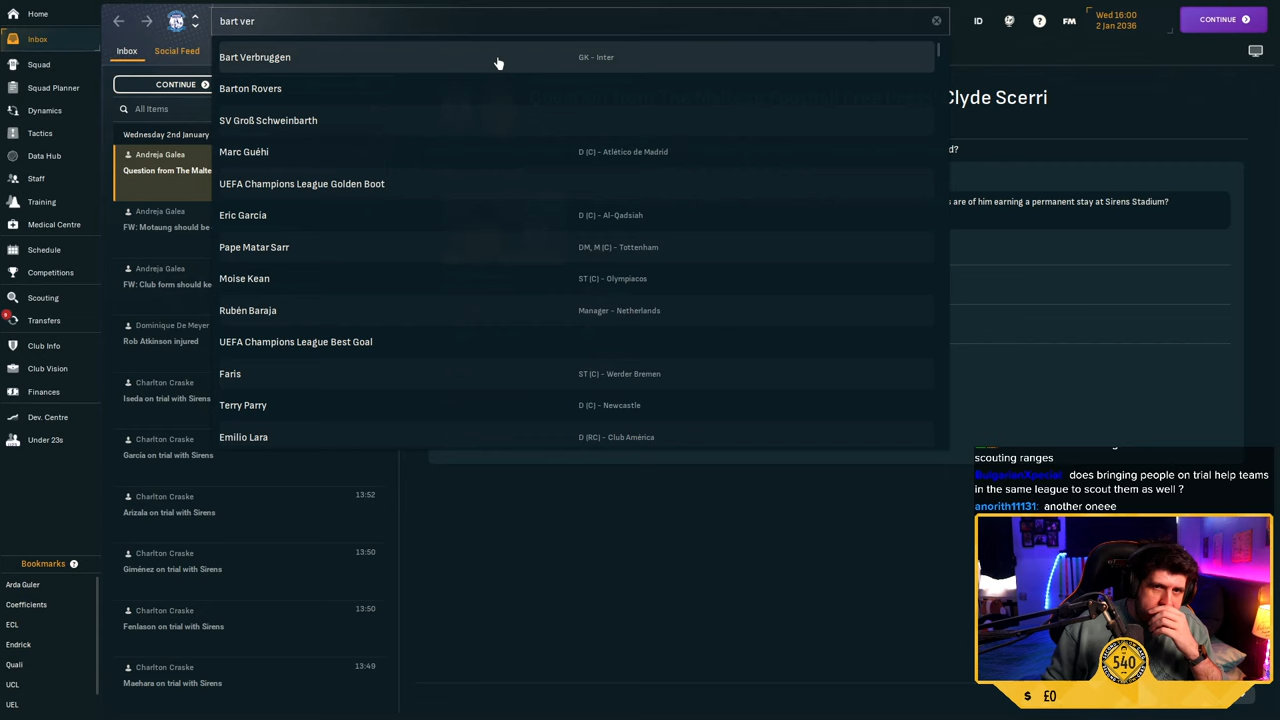 Home
Inbox
Squad
Squad Planner
Dynamics
Tactics
Data Hub
Staff
Training
Medical Centre
Schedule
Competitions
Scouting
Transfers
Club Info
Club Vision
Finances
Dev. Centre
Under 23s
Bookmarks ?
Arda Guler
Coefficients
ECL
Endrick
Quali
UCL
UEL
bart ver
Inbox Social Feed
CONTINUE
All Items
Wednesday 2nd January
Andreja Galea
Question from The Malte
Andreja Galea
FW: Motaung should be
Andreja Galea
FW: Club form should ke
Dominique De Meyer
Rob Atkinson injured
Charlton Craske
Iseda on trial with Sirens
Charlton Craske
García on trial with Sirens
Charlton Craske 13:52
Arizala on trial with Sirens
Charlton Craske 13:50
Giménez on trial with Sirens
Charlton Craske 13:50
Fenlason on trial with Sirens
Charlton Craske 13:49
Maehara on trial with Sirens
Bart Verbruggen GK - Inter
Barton Rovers
SV Groß Schweinbarth
Marc Guéhi D (C) - Atlético de Madrid
UEFA Champions League Golden Boot
Eric García D (C) - Al-Qadsiah
Pape Matar Sarr DM, M (C) - Tottenham
Moise Kean ST (C) - Olympiacos
Rubén Baraja Manager - Netherlands
UEFA Champions League Best Goal
Faris ST (C) - Werder Bremen
Terry Parry D (C) - Newcastle
Emilio Lara D (RC) - Club América
ID ? FM
Wed 16:00
2 Jan 2036
CONTINUE
Clyde Scerri
d?
s are of him earning a permanent stay at Sirens Stadium?
scouting ranges
BulgarianXpecial: does bringing people on trial help teams
in the same league to scout them as well ?
anorith11131: another oneee
540
$ £0